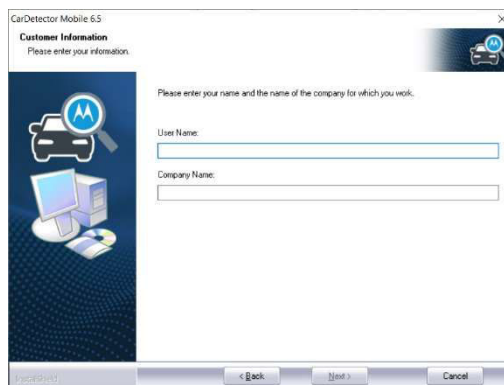 CarDetector Mobile 6.5
Customer Information
Please enter your information.
Please enter your name and the name of the company for which you work.
User Name:
Company Name:
InstallShield
< Back
Next >
Cancel